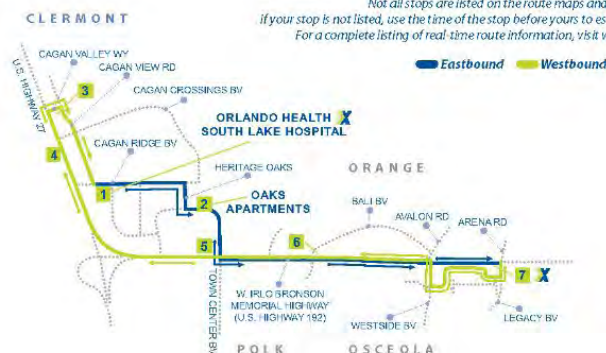 Not all stops are listed on the route maps and
if your stop is not listed, use the time of the stop before yours to es
For a complete listing of real-time route information, visit w
Eastbound
Westbound
CLERMONT
U.S. HIGHWAY 27
CAGAN VALLEY WY
CAGAN VIEW RD
3
CAGAN CROSSINGS BV
ORLANDO HEALTH
SOUTH LAKE HOSPITAL
4
CAGAN RIDGE BV
HERITAGE OAKS
ORANGE
1
2
OAKS
APARTMENTS
BALI BV
AVALON RD
ARENA RD
5
6
7
W. IRLO BRONSON
MEMORIAL HIGHWAY
(U.S. HIGHWAY 192)
TOWN CENTER BV
WESTSIDE BV
LEGACY BV
POLK
OSCEOLA